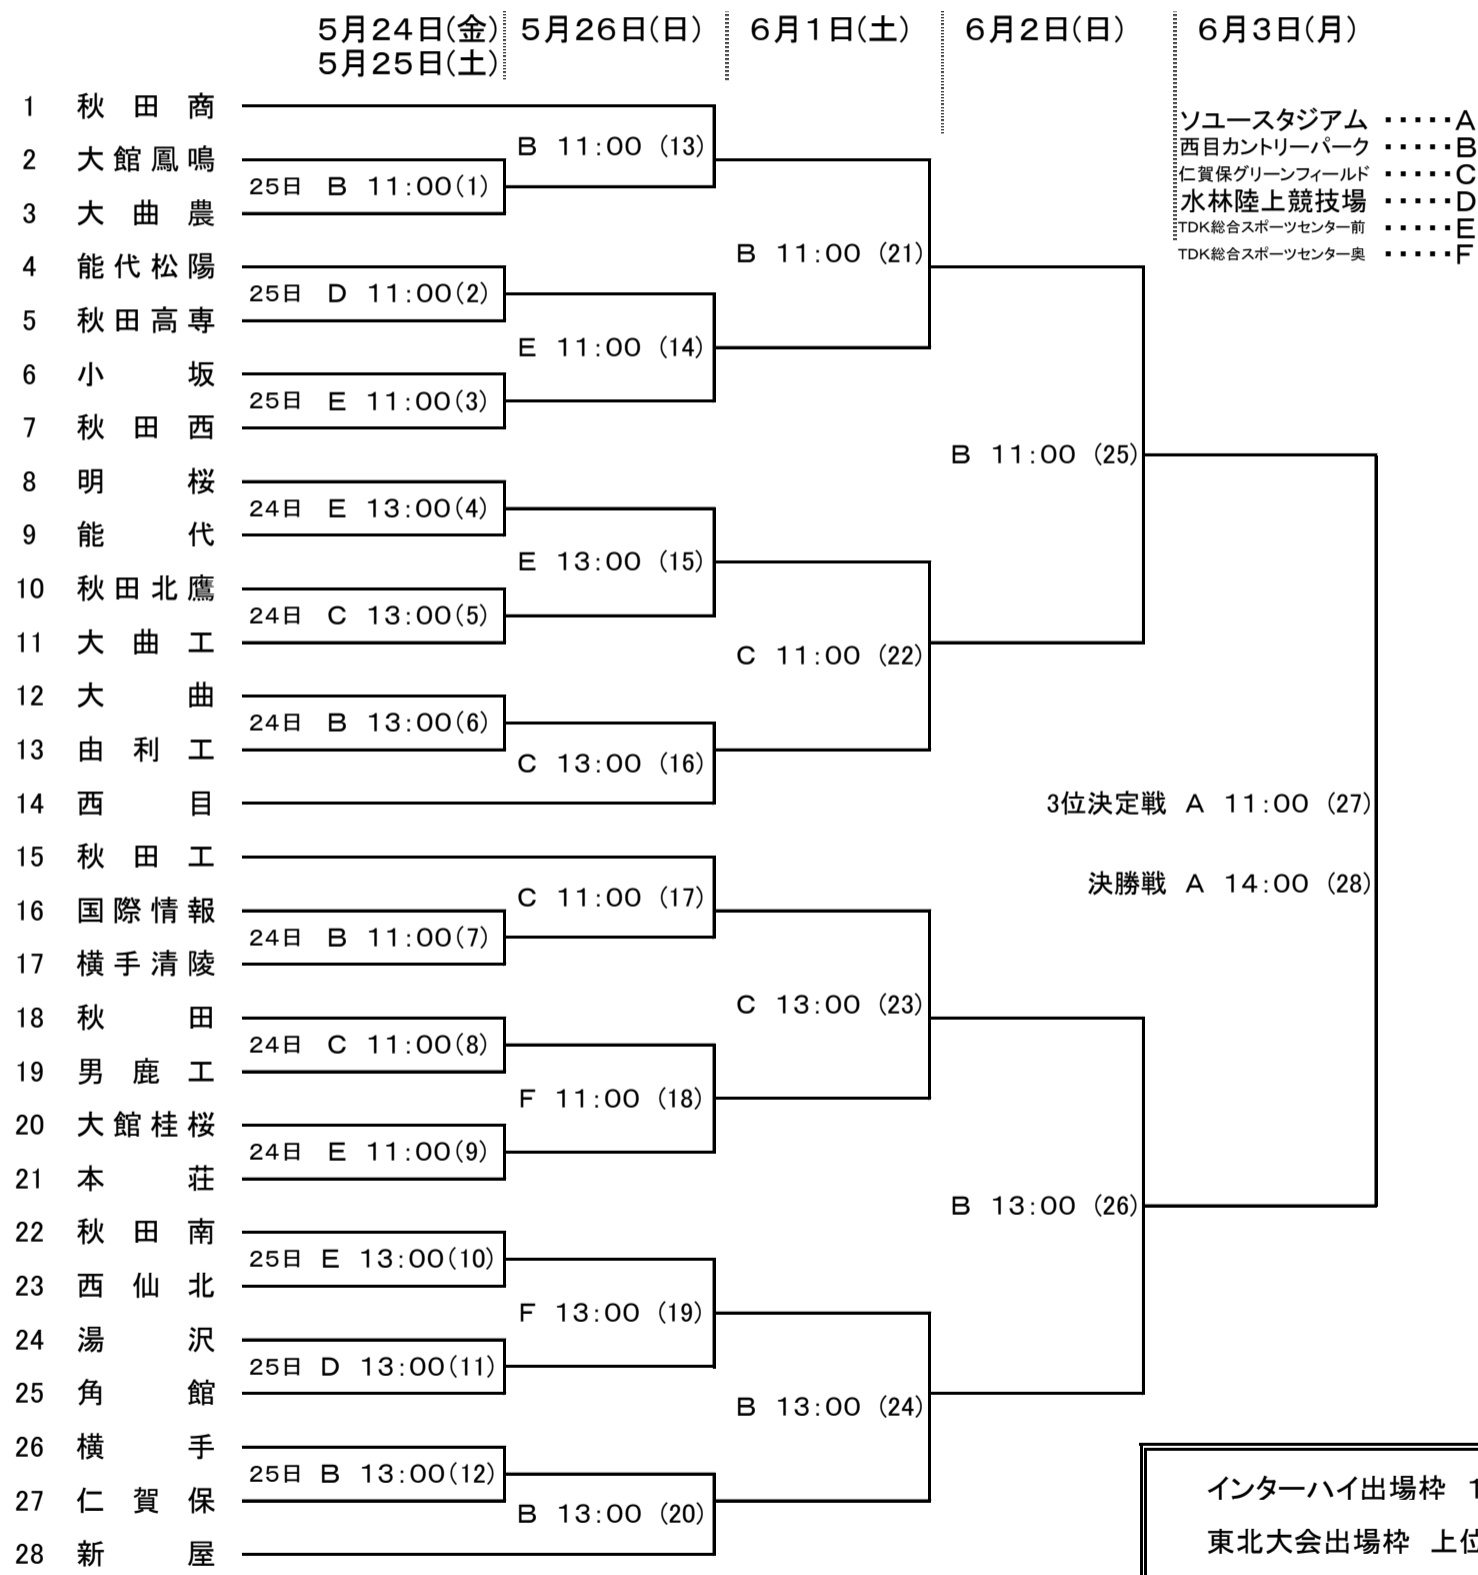 5月24日(金) 5月26日(日) 6月1日(土) 6月2日(日) 6月3日(月)
5月25日(土)
ソユースタジアム ・・・・・A
西目カントリーパーク ・・・・・B
仁賀保グリーンフィールド ・・・・・C
水林陸上競技場 ・・・・・D
TDK総合スポーツセンター前 ・・・・・E
TDK総合スポーツセンター奥 ・・・・・F
1 秋田商
B 11:00 (13)
2 大館鳳鳴
25日 B 11:00(1)
3 大曲農
B 11:00 (21)
4 能代松陽
25日 D 11:00(2)
5 秋田高専
E 11:00 (14)
6 小坂
25日 E 11:00(3)
7 秋田西
B 11:00 (25)
8 明桜
24日 E 13:00(4)
9 能代
E 13:00 (15)
10 秋田北鷹
24日 C 13:00(5)
11 大曲工
C 11:00 (22)
12 大曲
24日 B 13:00(6)
13 由利工
C 13:00 (16)
14 西目
3位決定戦 A 11:00 (27)
15 秋田工
決勝戦 A 14:00 (28)
C 11:00 (17)
16 国際情報
24日 B 11:00(7)
17 横手清陵
C 13:00 (23)
18 秋田
24日 C 11:00(8)
19 男鹿工
F 11:00 (18)
20 大館桂桜
24日 E 11:00(9)
21 本荘
B 13:00 (26)
22 秋田南
25日 E 13:00(10)
23 西仙北
F 13:00 (19)
24 湯沢
25日 D 13:00(11)
25 角館
B 13:00 (24)
26 横手
25日 B 13:00(12)
27 仁賀保
B 13:00 (20)
28 新屋
インターハイ出場枠 1
東北大会出場枠 上位